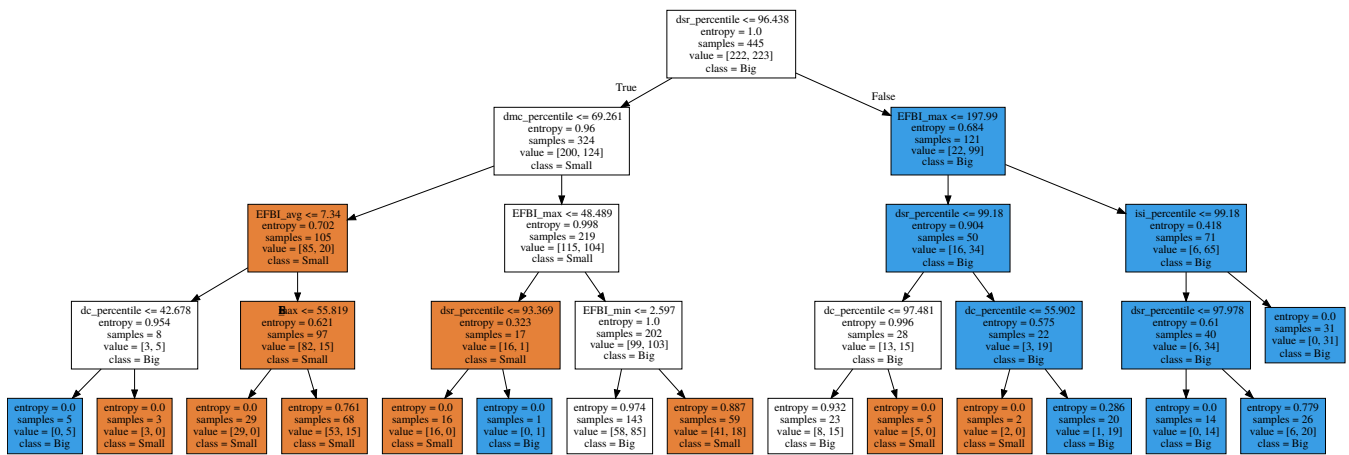 dsr_percentile <= 96.438
entropy = 1.0
samples = 445
value = [222, 223]
class = Big
True
False
dmc_percentile <= 69.261
entropy = 0.96
samples = 324
value = [200, 124]
class = Small
EFBI_max <= 197.99
entropy = 0.684
samples = 121
value = [22, 99]
class = Big
EFBI_avg <= 7.34
entropy = 0.702
samples = 105
value = [85, 20]
class = Small
EFBI_max <= 48.489
entropy = 0.998
samples = 219
value = [115, 104]
class = Small
dsr_percentile <= 99.18
entropy = 0.904
samples = 50
value = [16, 34]
class = Big
isi_percentile <= 99.18
entropy = 0.418
samples = 71
value = [6, 65]
class = Big
dc_percentile <= 42.678
entropy = 0.954
samples = 8
value = [3, 5]
class = Big
<= 55.819
entropy = 0.621
samples = 97
value = [82, 15]
class = Small
dsr_percentile <= 93.369
entropy = 0.323
samples = 17
value = [16, 1]
class = Small
EFBI_min <= 2.597
entropy = 1.0
samples = 202
value = [99, 103]
class = Big
dc_percentile <= 97.481
entropy = 0.996
samples = 28
value = [13, 15]
class = Big
dc_percentile <= 55.902
entropy = 0.575
samples = 22
value = [3, 19]
class = Big
dsr_percentile <= 97.978
entropy = 0.61
samples = 40
value = [6, 34]
class = Big
entropy = 0.0
samples = 31
value = [0, 31]
class = Big
entropy = 0.0
samples = 5
value = [0, 5]
class = Big
entropy = 0.0
samples = 3
value = [3, 0]
class = Small
entropy = 0.0
samples = 29
value = [29, 0]
class = Small
entropy = 0.761
samples = 68
value = [53, 15]
class = Small
entropy = 0.0
samples = 16
value = [16, 0]
class = Small
entropy = 0.0
samples = 1
value = [0, 1]
class = Big
entropy = 0.974
samples = 143
value = [58, 85]
class = Big
entropy = 0.887
samples = 59
value = [41, 18]
class = Small
entropy = 0.932
samples = 23
value = [8, 15]
class = Big
entropy = 0.0
samples = 5
value = [5, 0]
class = Small
entropy = 0.0
samples = 2
value = [2, 0]
class = Small
entropy = 0.286
samples = 20
value = [1, 19]
class = Big
entropy = 0.0
samples = 14
value = [0, 14]
class = Big
entropy = 0.779
samples = 26
value = [6, 20]
class = Big